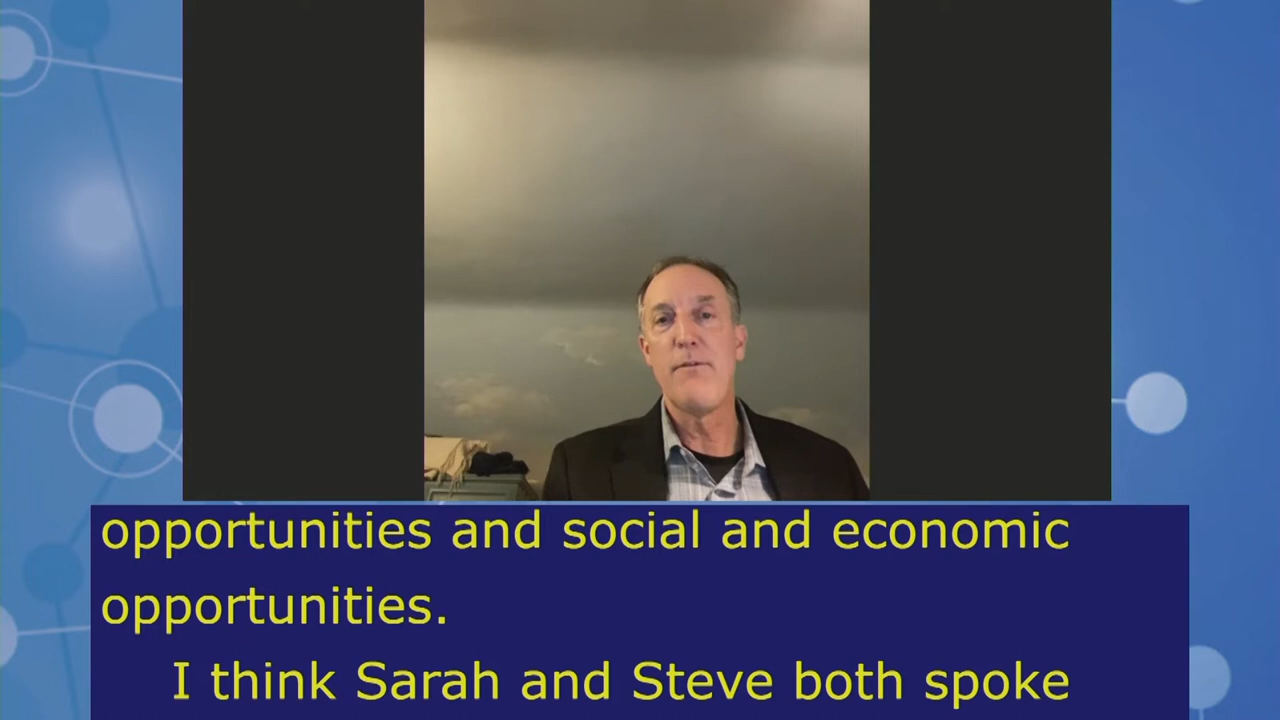 opportunities and social and economic
opportunities.
I think Sarah and Steve both spoke